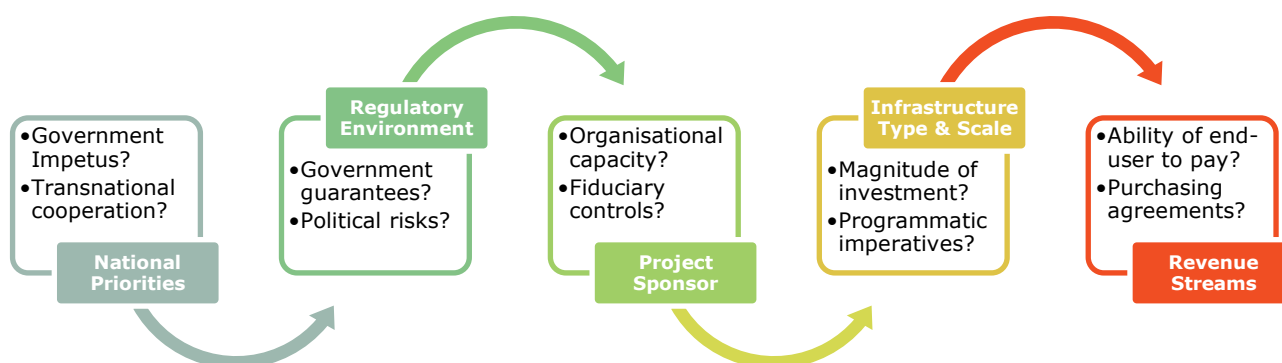 •Government
Impetus?
•Transnational
cooperation?
National
Priorities
Regulatory
Environment
•Government
guarantees?
•Political risks?
•Organisational
capacity?
•Fiduciary
controls?
Project
Sponsor
Infrastructure
Type & Scale
•Magnitude of
investment?
•Programmatic
imperatives?
•Ability of end-
user to pay?
•Purchasing
agreements?
Revenue
Streams